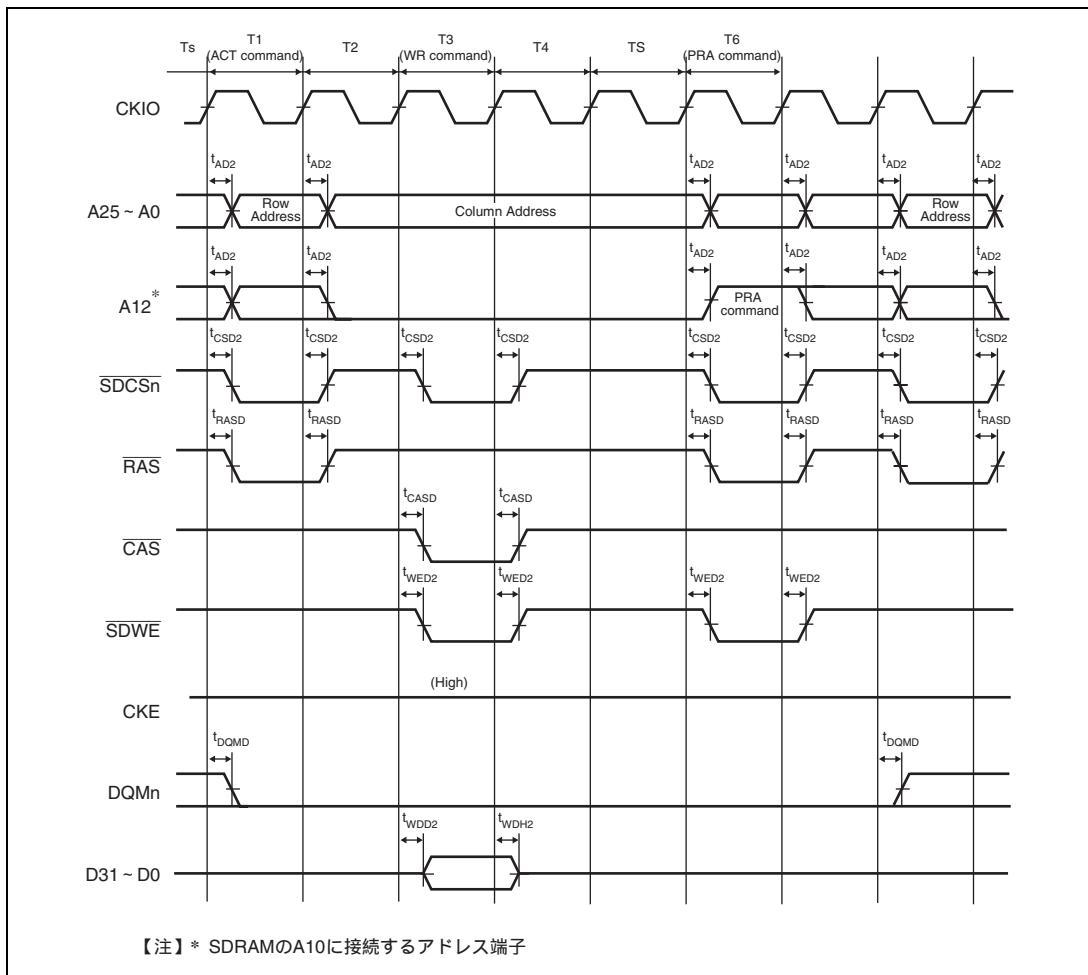 Ts T1 T2 T3 T4 TS T6
(ACT command) (WR command) (PRA command)
CKIO
tAD2 tAD2 tAD2 tAD2 tAD2 tAD2
A25 ~ A0 Row Address Column Address Row Address
tAD2 tAD2 tAD2 tAD2 tAD2 tAD2
A12* PRA command
tCSD2 tCSD2 tCSD2 tCSD2 tCSD2 tCSD2 tCSD2 tCSD2
SDCSn
tRASD tRASD tRASD tRASD tRASD tRASD
RAS
tCASD tCASD
CAS
tWED2 tWED2 tWED2 tWED2
SDWE
(High)
CKE
tDQMD tDQMD
DQMn
tWDD2 tWDH2
D31 ~ D0
【注】* SDRAMのA10に接続するアドレス端子